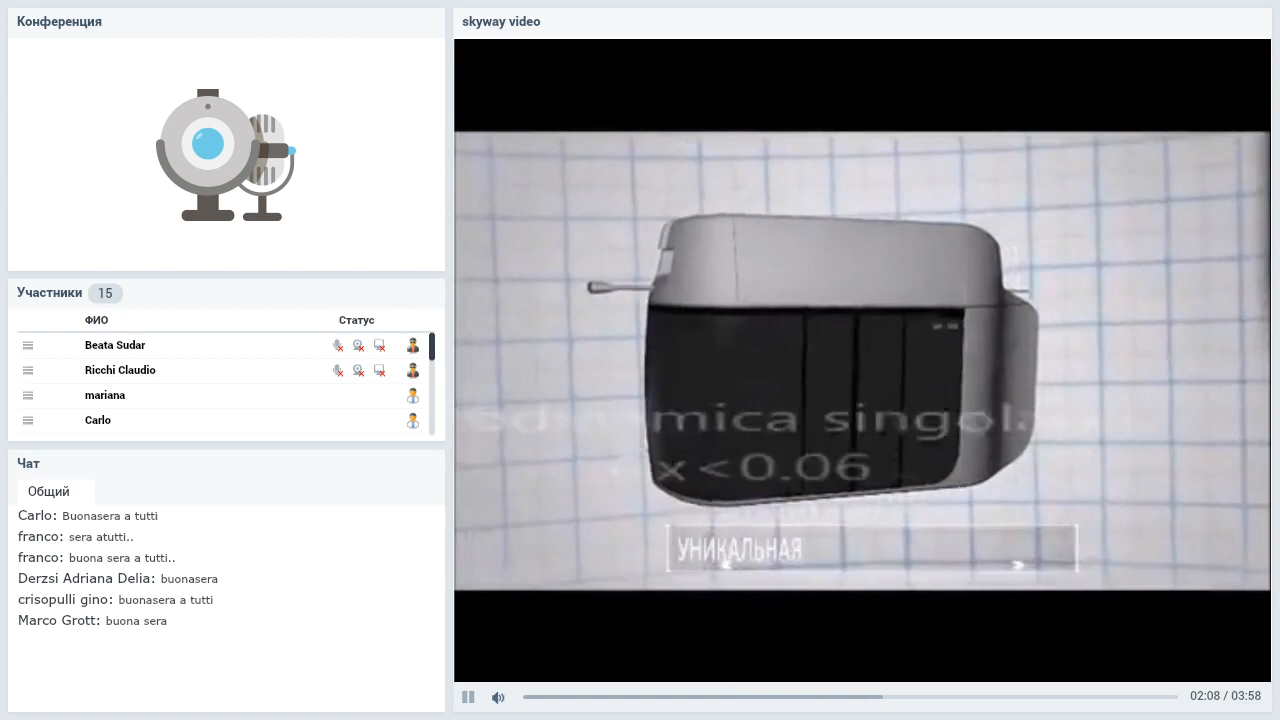 Конференция
skyway video
Участники 15
ФИО Статус
Beata Sudar
Ricchi Claudio
mariana
Carlo
Чат
Общий
Carlo: Buonasera a tutti
franco: sera atutti..
franco: buona sera a tutti..
Derzsi Adriana Delia: buonasera
crisopulli gino: buonasera a tutti
Marco Grott: buona sera
x<0.06
УНИКАЛЬНАЯ
02:08 / 03:58